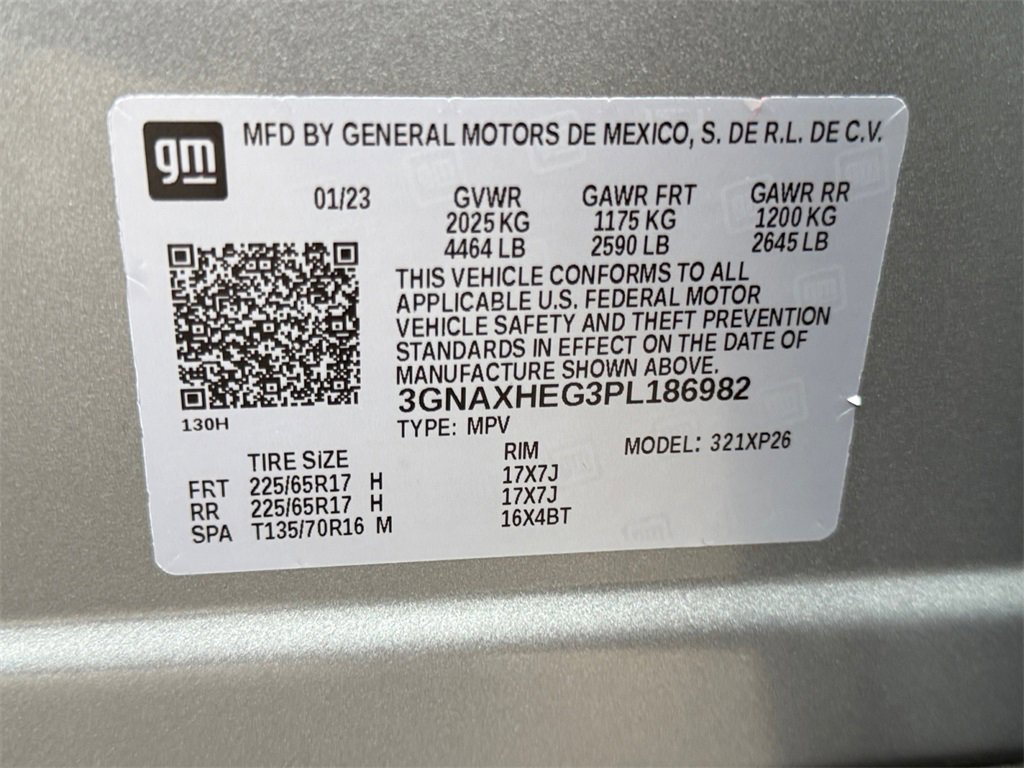 gm
MFD BY GENERAL MOTORS DE MEXICO, S. DE R.L. DE C.V.
01/23 GVWR GAWR FRT GAWR RR
2025 KG 1175 KG 1200 KG
4464 LB 2590 LB 2645 LB
THIS VEHICLE CONFORMS TO ALL
APPLICABLE U.S. FEDERAL MOTOR
VEHICLE SAFETY AND THEFT PREVENTION
STANDARDS IN EFFECT ON THE DATE OF
MANUFACTURE SHOWN ABOVE.
3GNAXHEG3PL186982
130H
TYPE: MPV MODEL: 321XP26
TIRE SIZE RIM
FRT 225/65R17 H 17X7J
RR 225/65R17 H 17X7J
SPA T135/70R16 M 16X4BT